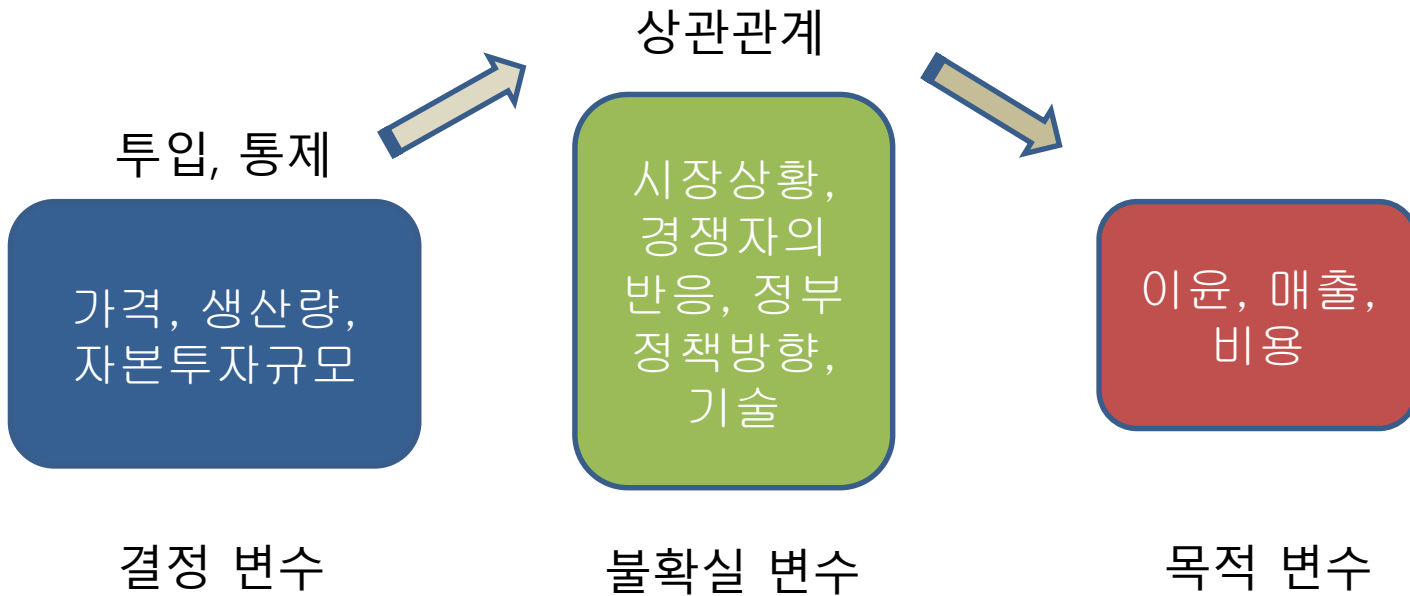 상관관계
투입, 통제
가격, 생산량,
자본투자규모
시장상황,
경쟁자의
반응, 정부
정책방향,
기술
이윤, 매출,
비용
결정 변수
불확실 변수
목적 변수